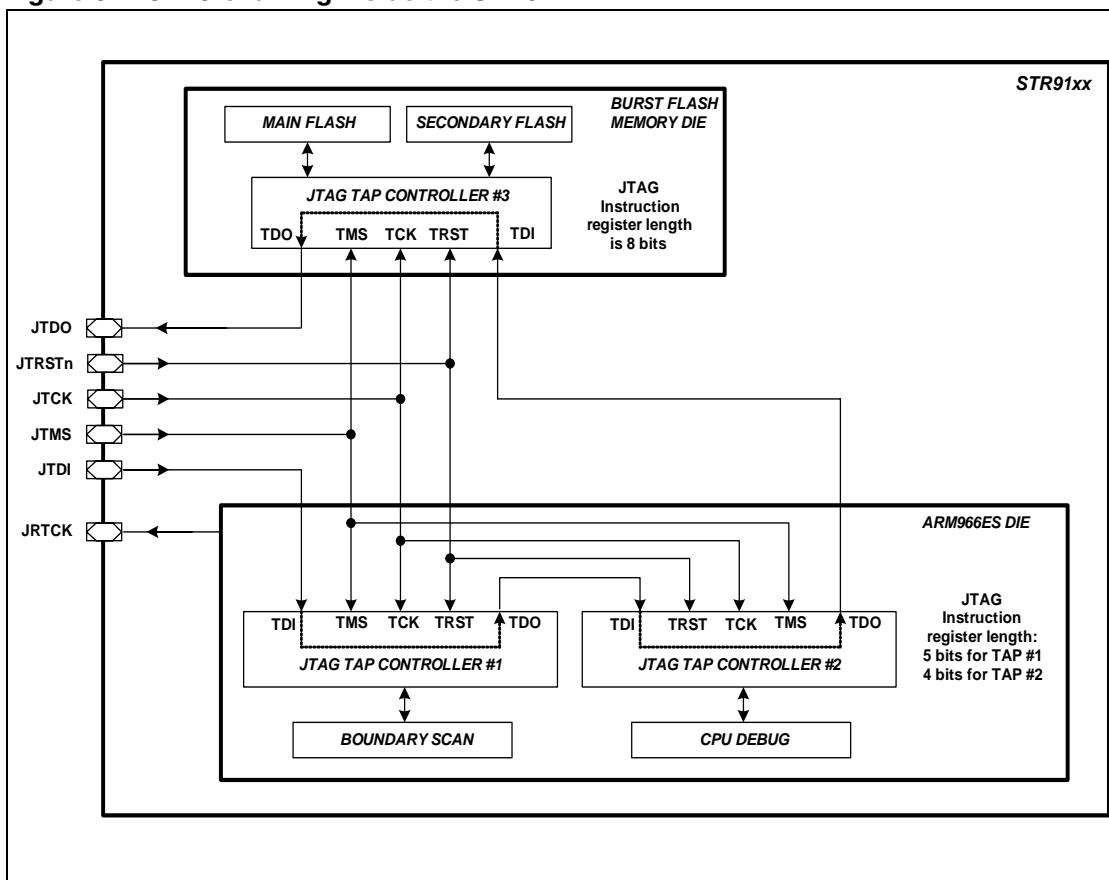 STR91xx
BURST FLASH
MEMORY DIE
MAIN FLASH
SECONDARY FLASH
JTAG TAP CONTROLLER #3
TDO TMS TCK TRST TDI
JTAG
Instruction
register length
is 8 bits
JTDO
JTRSTn
JTCK
JTMS
JTDI
JRTCK
ARM966ES DIE
TDI TMS TCK TRST TDO
JTAG TAP CONTROLLER #1
BOUNDARY SCAN
TDI TRST TCK TMS TDO
JTAG TAP CONTROLLER #2
CPU DEBUG
JTAG
Instruction
register length:
5 bits for TAP #1
4 bits for TAP #2